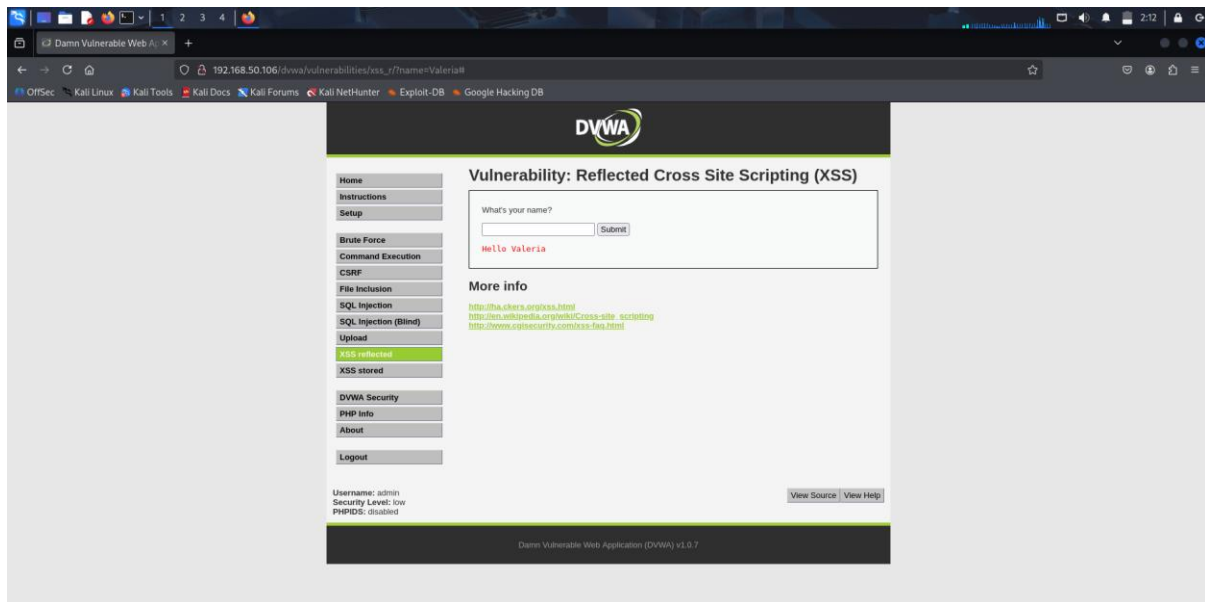 1 2 3 4
2:12
Damn Vulnerable Web Ap
192.168.50.106/dvwa/vulnerabilities/xss_r/?name=Valeria#
OffSec Kali Linux Kali Tools Kali Docs Kali Forums Kali NetHunter Exploit-DB Google Hacking DB
DVWA
Home
Instructions
Setup
Brute Force
Command Execution
CSRF
File Inclusion
SQL Injection
SQL Injection (Blind)
Upload
XSS reflected
XSS stored
DVWA Security
PHP Info
About
Logout
Vulnerability: Reflected Cross Site Scripting (XSS)
What's your name?
Submit
Hello Valeria
More info
http://ha.ckers.org/xss.html
http://en.wikipedia.org/wiki/Cross-site_scripting
http://www.cgisecurity.com/xss-faq.html
Username: admin
Security Level: low
PHPIDS: disabled
View Source View Help
Damn Vulnerable Web Application (DVWA) v1.0.7